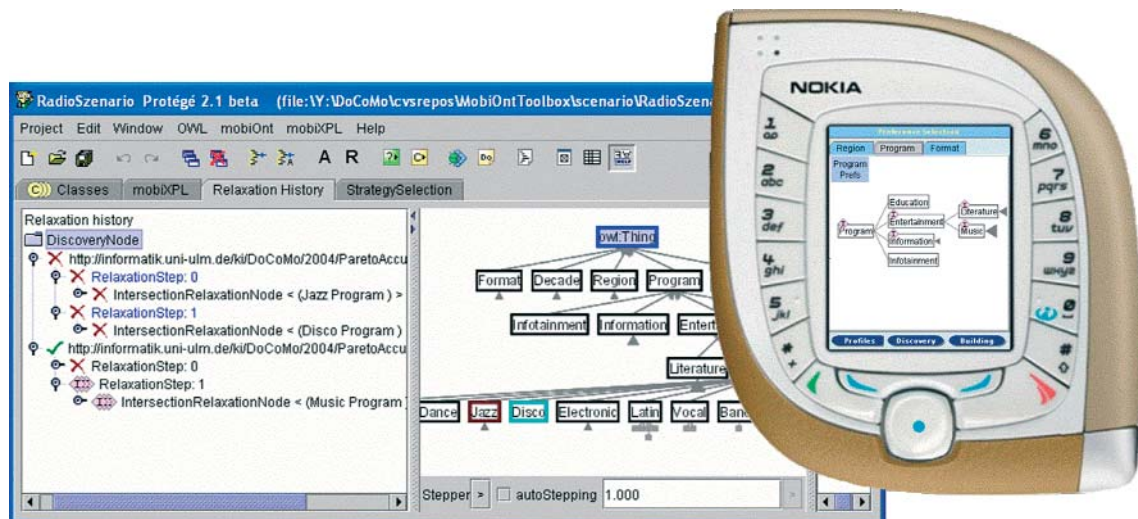 RadioSzenario Protégé 2.1 beta (file:\Y:\DoCoMo\cvsrepos\MobiOntToolbox\scenario\RadioSzena
Project Edit Window OWL mobiOnt mobiXPL Help
A R
Do
C Classes mobiXPL Relaxation History StrategySelection
Relaxation history
DiscoveryNode
http://informatik.uni-ulm.de/ki/DoCoMo/2004/ParetoAccu
RelaxationStep: 0
IntersectionRelaxationNode < (Jazz Program ) >
RelaxationStep: 1
IntersectionRelaxationNode < (Disco Program )
http://informatik.uni-ulm.de/ki/DoCoMo/2004/ParetoAccu
RelaxationStep: 0
RelaxationStep: 1
IntersectionRelaxationNode < (Music Program )
owl:Thing
Format Decade Region Program
Infotainment Information Entert
Literature
Dance Jazz Disco Electronic Latin Vocal Ban
Stepper > autoStepping 1.000
NOKIA
1
2 abc
3 def
4 ghi
5 jkl
* +
6 mno
7 pqrs
8 tuv
9 wxyz
0
#
Preference Selection
Region Program Format
Program
Prefs
Education
Entertainment Literature
Program Music
Information
Infotainment
Profiles Discovery Building